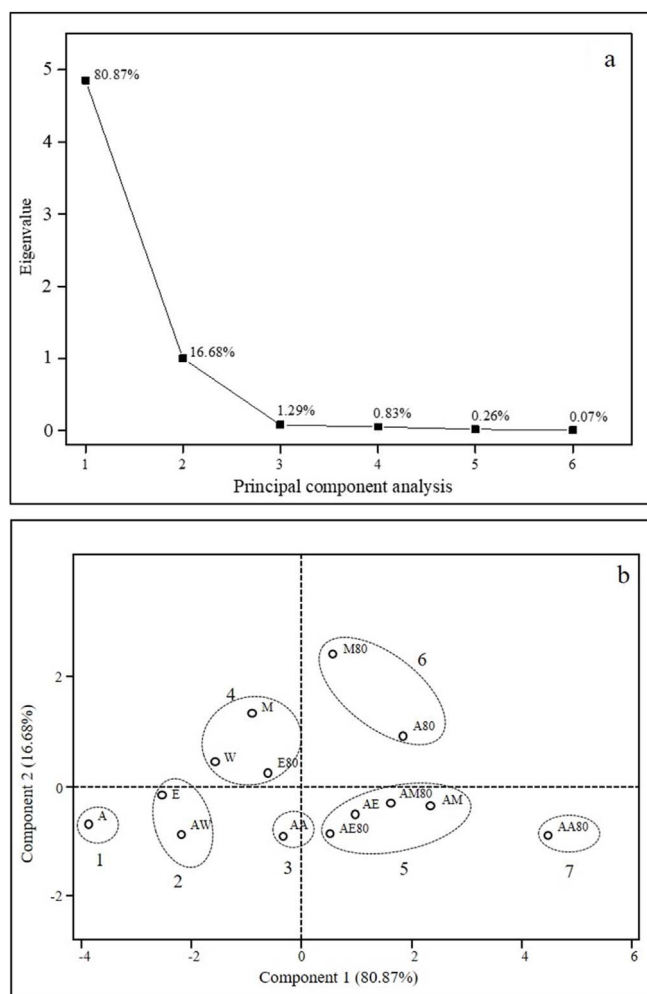 a
5
4
3
2
1
0
Eigenvalue
80.87%
16.68%
1.29%
0.83%
0.26%
0.07%
1 2 3 4 5 6
Principal component analysis
b
2
0
-2
Component 2 (16.68%)
M80
6
A80
4
M
W
E80
E
AW
2
A
1
AA
3
AE
AM80
AM
AE80
5
AA80
7
-4 -2 0 2 4 6
Component 1 (80.87%)